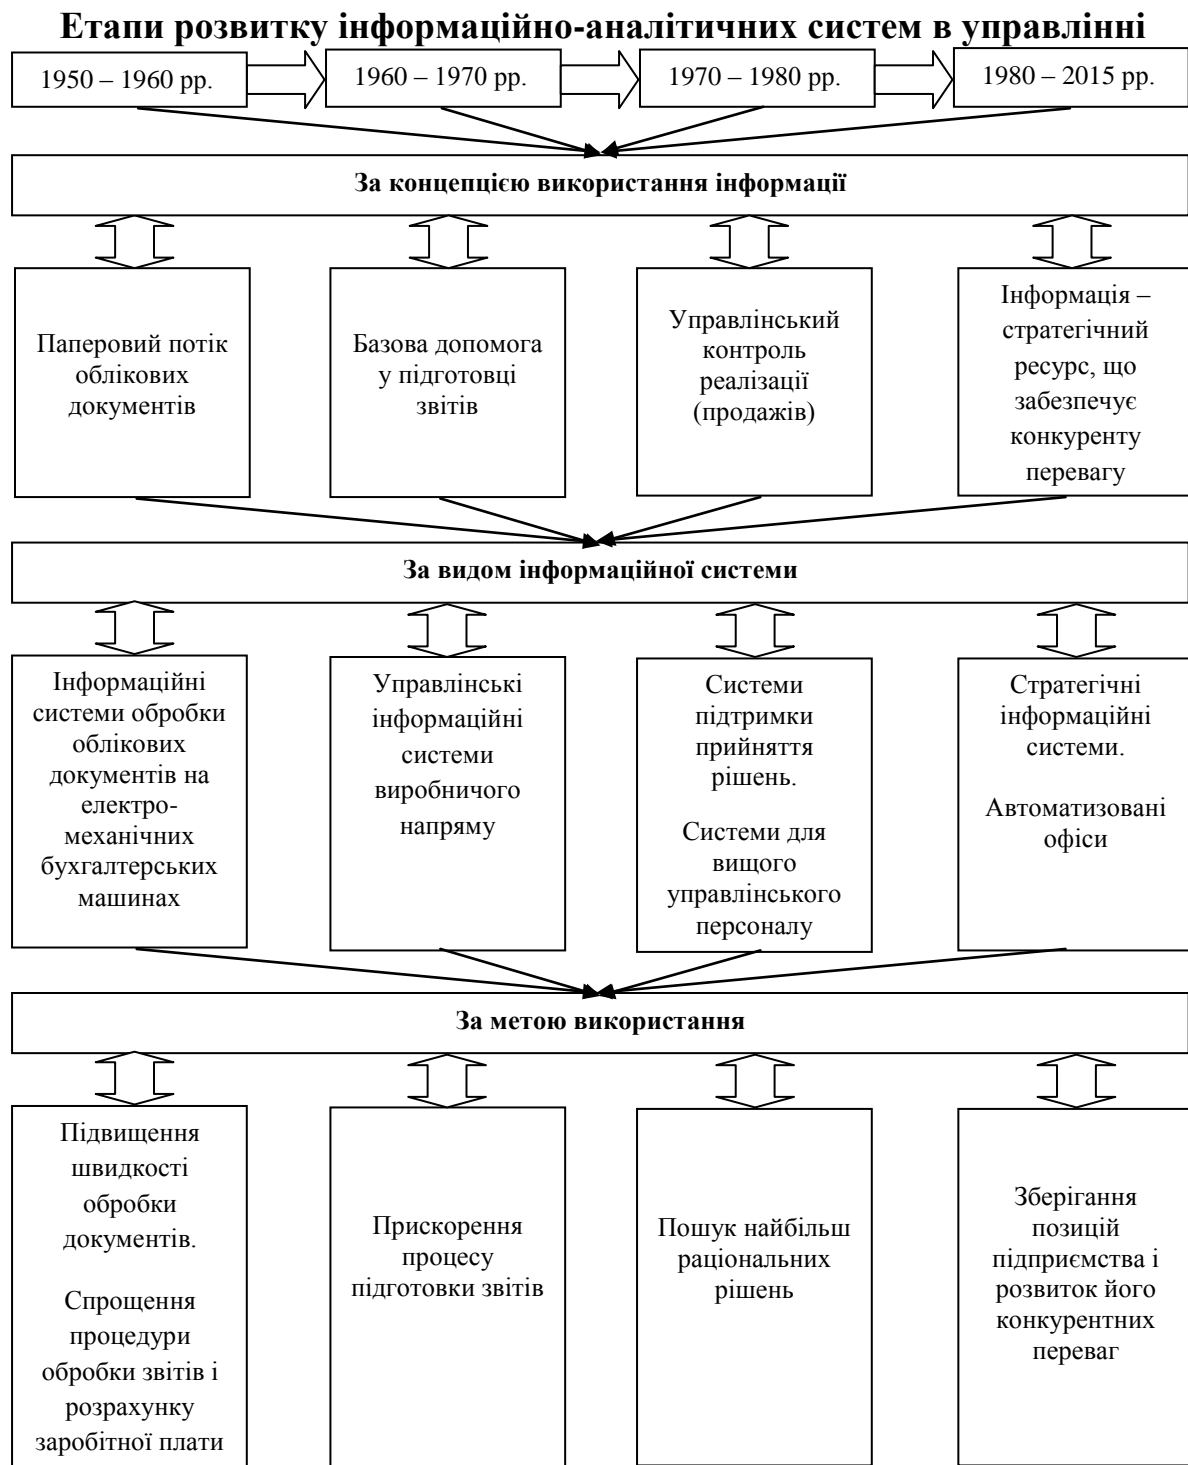 Етапи розвитку інформаційно-аналітичних систем в управлінні
1950 – 1960 рр.
1960 – 1970 рр.
1970 – 1980 рр.
1980 – 2015 рр.
За концепцією використання інформації
Паперовий потік
облікових
документів
Базова допомога
у підготовці
звітів
Управлінський
контроль
реалізації
(продажів)
Інформація –
стратегічний
ресурс, що
забезпечує
конкуренту
перевагу
За видом інформаційної системи
Інформаційні
системи обробки
облікових
документів на
електро-
механічних
бухгалтерських
машинах
Управлінські
інформаційні
системи
виробничого
напряму
Системи
підтримки
прийняття
рішень.
Системи для
вищого
управлінського
персоналу
Стратегічні
інформаційні
системи.
Автоматизовані
офіси
За метою використання
Підвищення
швидкості
обробки
документів.
Спрощення
процедури
обробки звітів і
розрахунку
заробітної плати
Прискорення
процесу
підготовки звітів
Пошук найбільш
раціональних
рішень
Зберігання
позицій
підприємства і
розвиток його
конкурентних
переваг